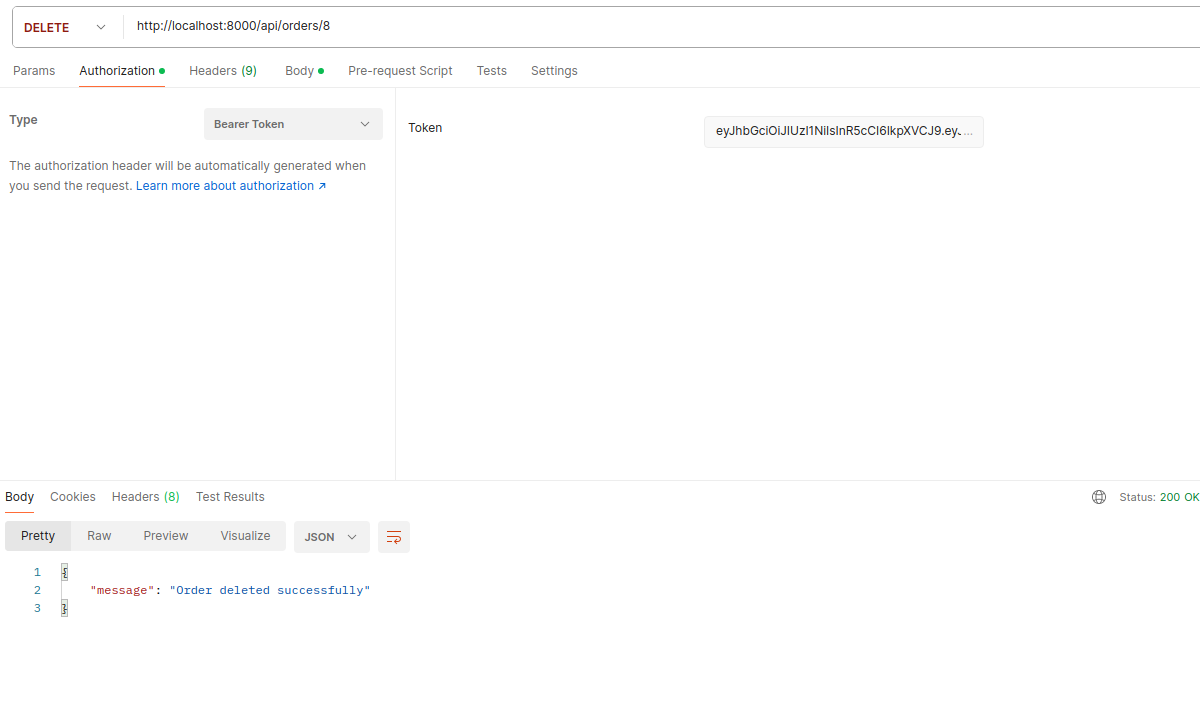 DELETE http://localhost:8000/api/orders/8
Params Authorization Headers (9) Body Pre-request Script Tests Settings
Type Bearer Token
The authorization header will be automatically generated when
you send the request. Learn more about authorization ↗
Token eyJhbGciOiJIUzI1NiIsInR5cCI6IkpXVCJ9.eyJ...
Body Cookies Headers (8) Test Results Status: 200 OK
Pretty Raw Preview Visualize JSON
1 {
2 "message": "Order deleted successfully"
3 }